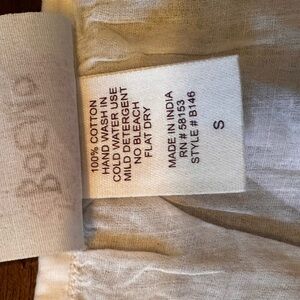 100% COTTON
HAND WASH IN
COLD WATER USE
MILD DETERGENT
NO BLEACH
FLAT DRY
MADE IN INDIA
RN # 58153
STYLE # B146
S